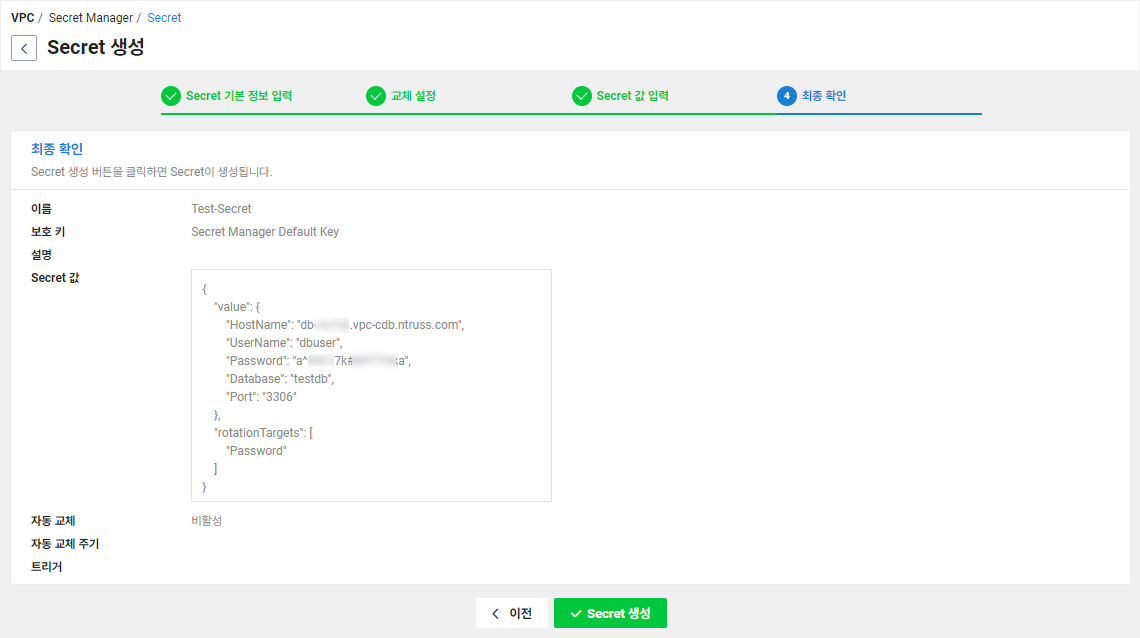 VPC / Secret Manager / Secret
Secret 생성
Secret 기본 정보 입력
교체 설정
Secret 값 입력
4 최종 확인
최종 확인
Secret 생성 버튼을 클릭하면 Secret이 생성됩니다.
이름 Test-Secret
보호 키 Secret Manager Default Key
설명
Secret 값
{
"value": {
"HostName": "db- .vpc-cdb.ntruss.com",
"UserName": "dbuser",
"Password": "a^ 7k# a",
"Database": "testdb",
"Port": "3306"
},
"rotationTargets": [
"Password"
]
}
자동 교체 비활성
자동 교체 주기
트리거
이전
Secret 생성